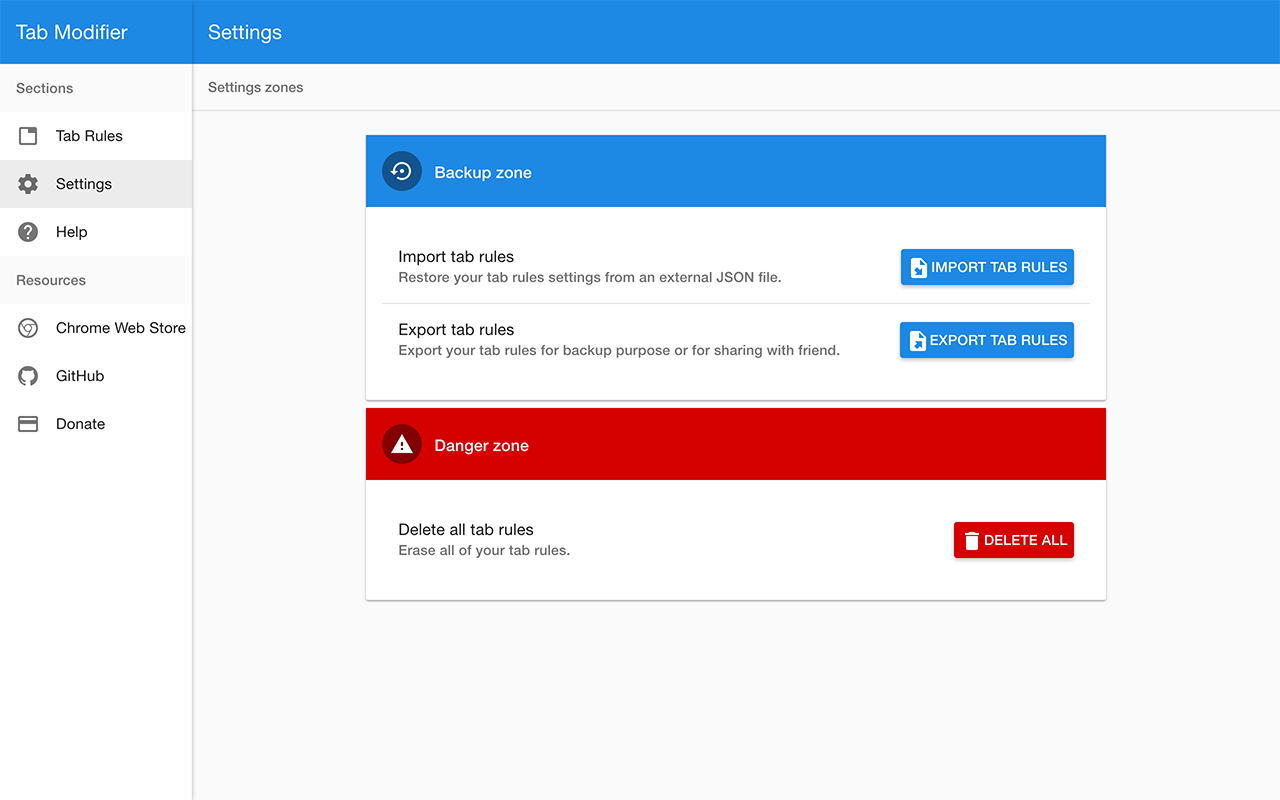 Tab Modifier
Settings
Sections
Settings zones
Tab Rules
Settings
Help
Resources
Chrome Web Store
GitHub
Donate
Backup zone
Import tab rules
Restore your tab rules settings from an external JSON file.
IMPORT TAB RULES
Export tab rules
Export your tab rules for backup purpose or for sharing with friend.
EXPORT TAB RULES
Danger zone
Delete all tab rules
Erase all of your tab rules.
DELETE ALL